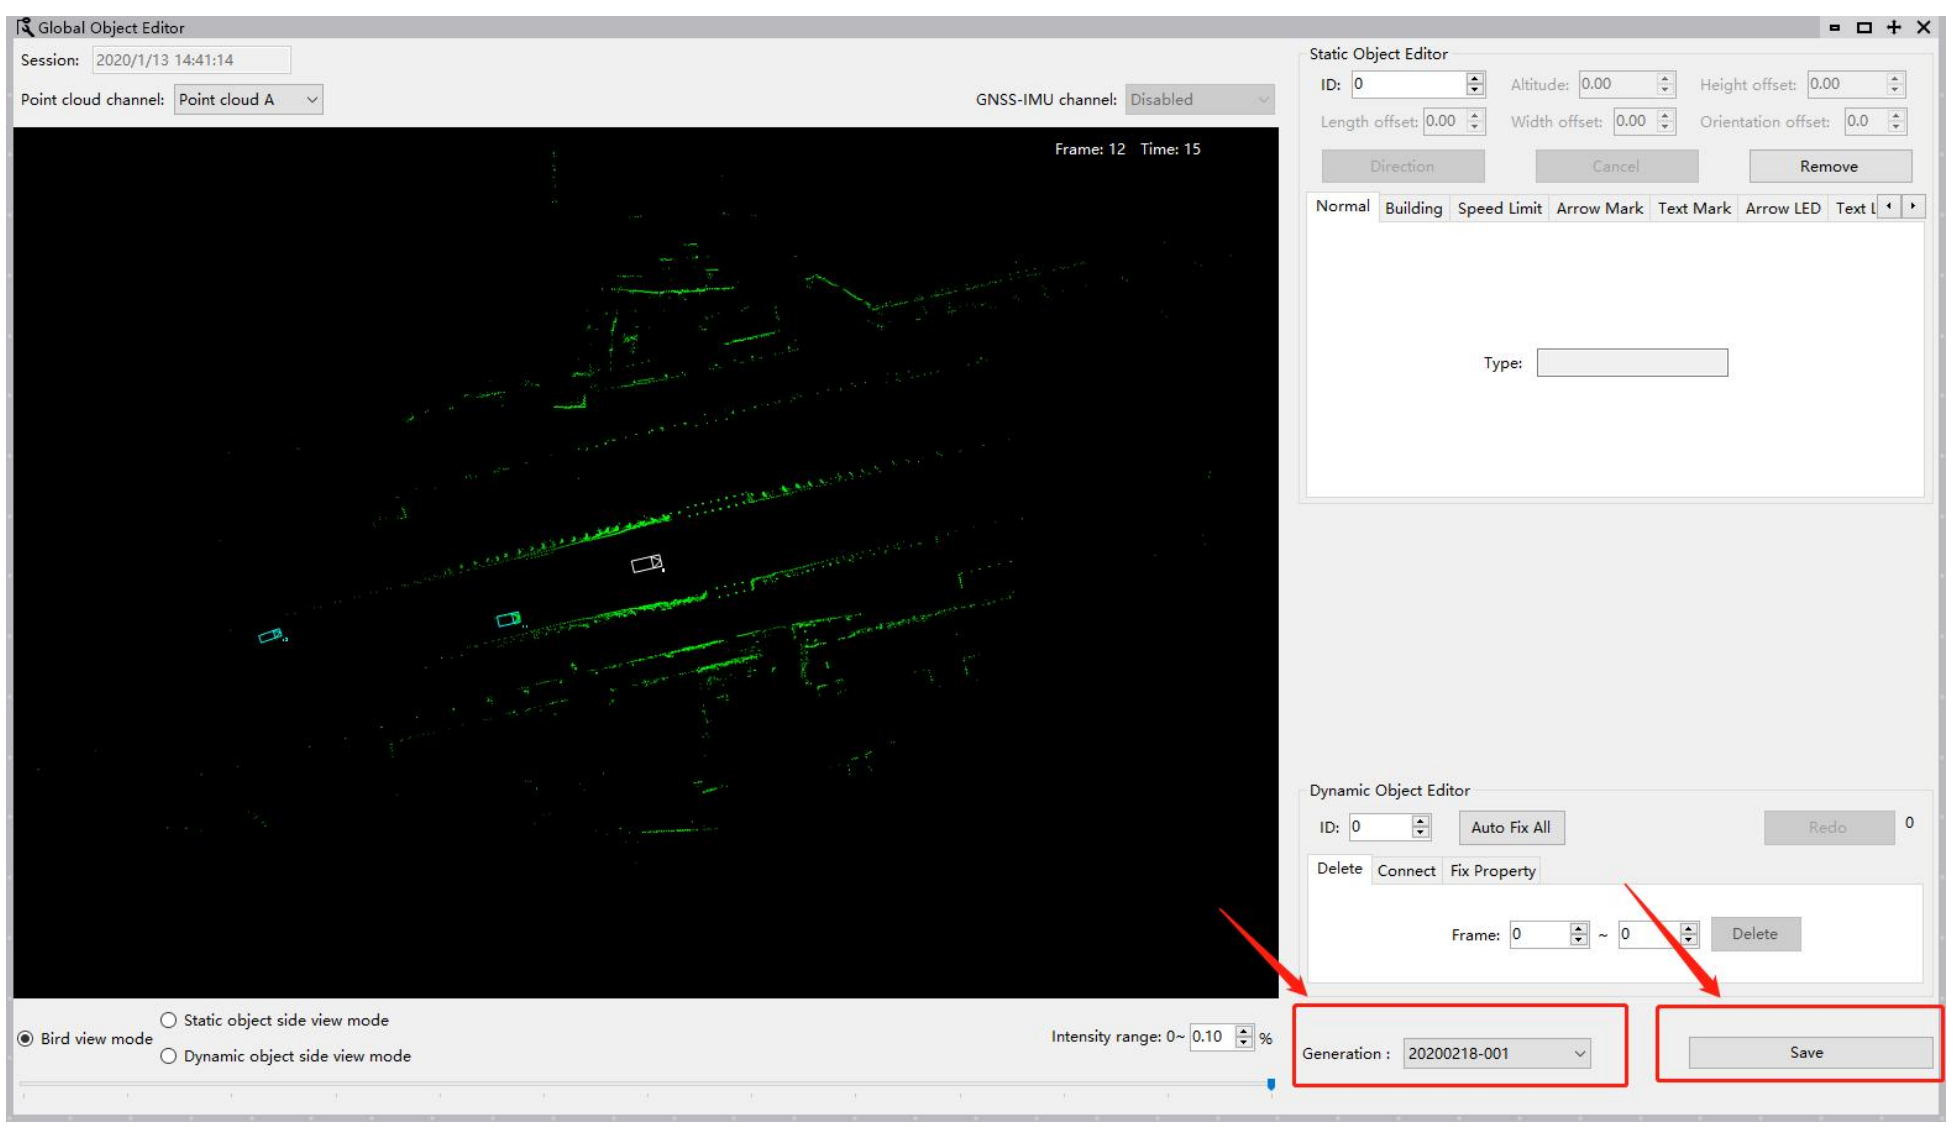 Global Object Editor
Session: 2020/1/13 14:41:14
Point cloud channel: Point cloud A
GNSS-IMU channel: Disabled
Frame: 12 Time: 15
Bird view mode
Static object side view mode
Dynamic object side view mode
Intensity range: 0~ 0.10 %
Static Object Editor
ID: 0 Altitude: 0.00 Height offset: 0.00
Length offset: 0.00 Width offset: 0.00 Orientation offset: 0.0
Direction Cancel Remove
Normal Building Speed Limit Arrow Mark Text Mark Arrow LED Text L
Type:
Dynamic Object Editor
ID: 0 Auto Fix All Redo 0
Delete Connect Fix Property
Frame: 0 ~ 0 Delete
Generation : 20200218-001
Save